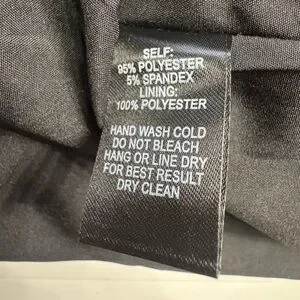 SELF:
95% POLYESTER
5% SPANDEX
LINING:
100% POLYESTER
HAND WASH COLD
DO NOT BLEACH
HANG OR LINE DRY
FOR BEST RESULT
DRY CLEAN